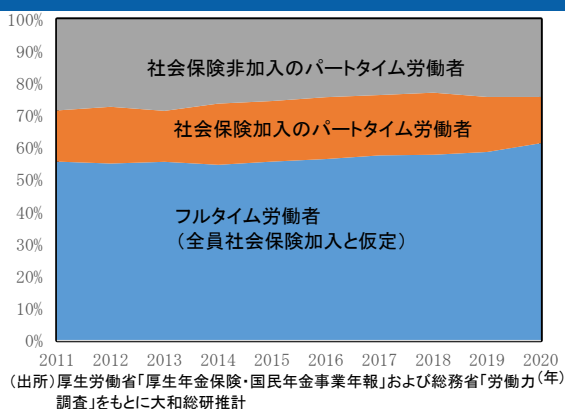 100%
90%
80%
70%
60%
50%
40%
30%
20%
10%
0%
社会保険非加入のパートタイム労働者
社会保険加入のパートタイム労働者
フルタイム労働者
(全員社会保険加入と仮定)
2011 2012 2013 2014 2015 2016 2017 2018 2019 2020
(年)
(出所)厚生労働省「厚生年金保険・国民年金事業年報」および総務省「労働力
調査」をもとに大和総研推計